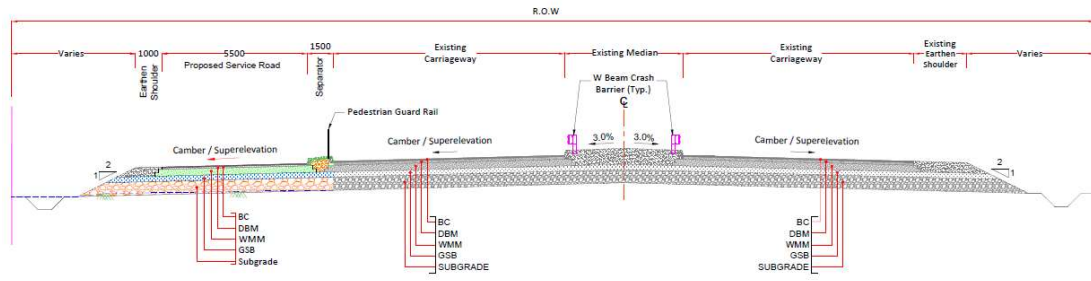 R.O.W
Varies
1000
5500
1500
Existing
Carriageway
Existing Median
Existing
Carriageway
Existing
Earthen
Shoulder
Varies
Earthen
Shoulder
Proposed Service Road
Separator
W Beam Crash
Barrier (Typ.)
CL
Pedestrian Guard Rail
Camber / Superelevation
Camber / Superelevation
3.0%
3.0%
Camber / Superelevation
2
1
2
1
BC
DBM
WMM
GSB
Subgrade
BC
DBM
WMM
GSB
SUBGRADE
BC
DBM
WMM
GSB
SUBGRADE